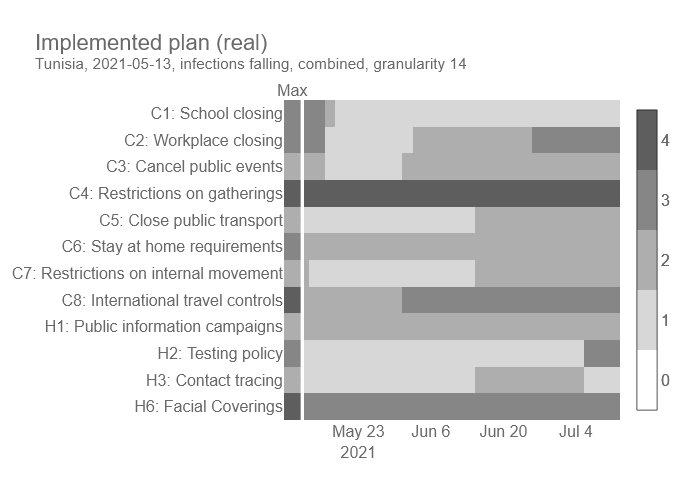 Implemented plan (real)
Tunisia, 2021-05-13, infections falling, combined, granularity 14
Max
C1: School closing
C2: Workplace closing
C3: Cancel public events
C4: Restrictions on gatherings
C5: Close public transport
C6: Stay at home requirements
C7: Restrictions on internal movement
C8: International travel controls
H1: Public information campaigns
H2: Testing policy
H3: Contact tracing
H6: Facial Coverings
May 23
2021
Jun 6
Jun 20
Jul 4
4
3
2
1
0